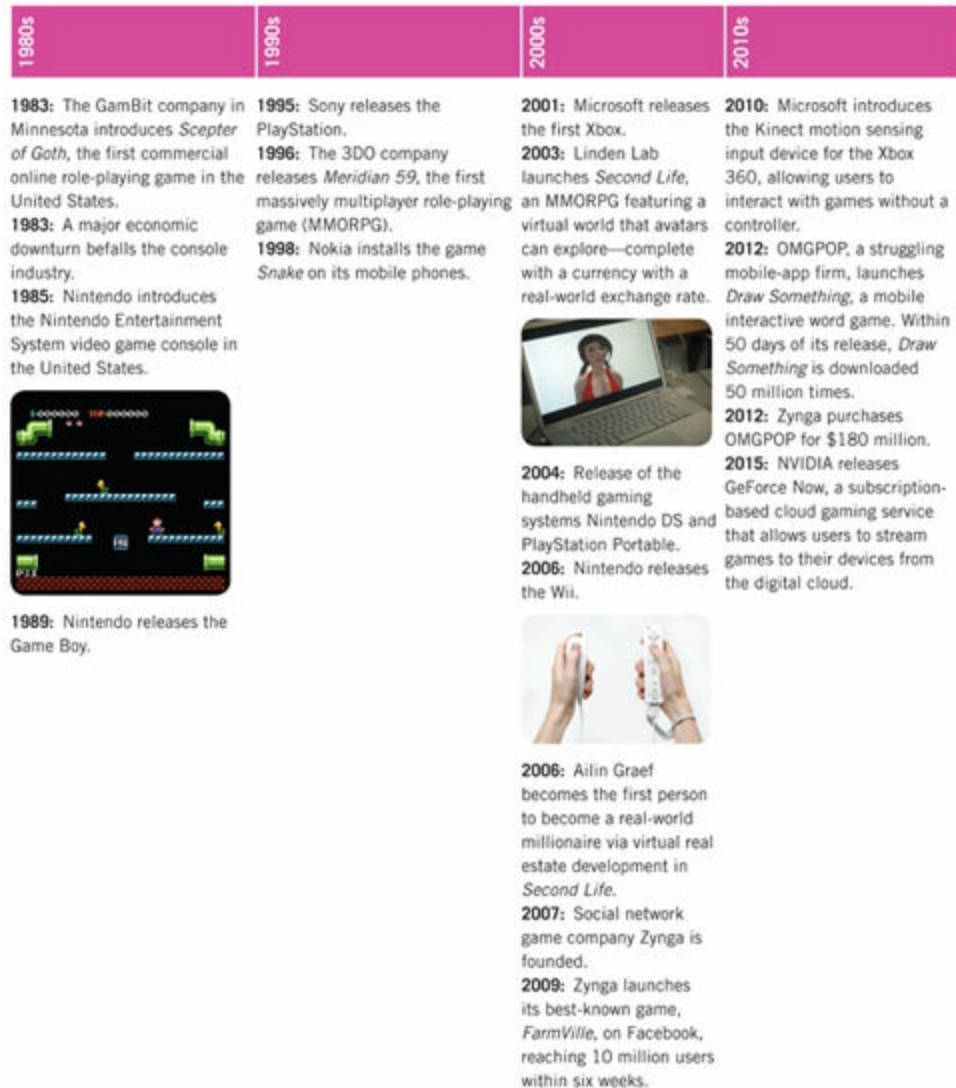 1980s
1983: The GamBit company in
Minnesota introduces Scepter
of Goth, the first commercial
online role-playing game in the
United States.
1983: A major economic
downturn befalls the console
industry.
1985: Nintendo introduces
the Nintendo Entertainment
System video game console in
the United States.
1989: Nintendo releases the
Game Boy.
1990s
1995: Sony releases the
PlayStation.
1996: The 3DO company
releases Meridian 59, the first
massively multiplayer role-playing
game (MMORPG).
1998: Nokia installs the game
Snake on its mobile phones.
2000s
2001: Microsoft releases
the first Xbox.
2003: Linden Lab
launches Second Life,
an MMORPG featuring a
virtual world that avatars
can explore—complete
with a currency with a
real-world exchange rate.
2004: Release of the
handheld gaming
systems Nintendo DS and
PlayStation Portable.
2006: Nintendo releases
the Wii.
2006: Ailin Graef
becomes the first person
to become a real-world
millionaire via virtual real
estate development in
Second Life.
2007: Social network
game company Zynga is
founded.
2009: Zynga launches
its best-known game,
FarmVille, on Facebook,
reaching 10 million users
within six weeks.
2010s
2010: Microsoft introduces
the Kinect motion sensing
input device for the Xbox
360, allowing users to
interact with games without a
controller.
2012: OMGPOP, a struggling
mobile-app firm, launches
Draw Something, a mobile
interactive word game. Within
50 days of its release, Draw
Something is downloaded
50 million times.
2012: Zynga purchases
OMGPOP for $180 million.
2015: NVIDIA releases
GeForce Now, a subscription-
based cloud gaming service
that allows users to stream
games to their devices from
the digital cloud.